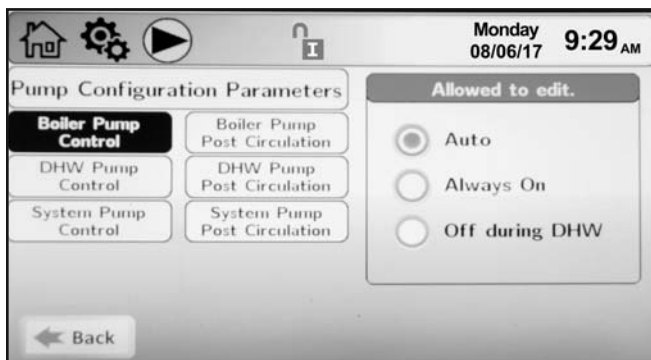 I
Monday
08/06/17
9:29 AM
Pump Configuration Parameters
Boiler Pump
Control
Boiler Pump
Post Circulation
DHW Pump
Control
DHW Pump
Post Circulation
System Pump
Control
System Pump
Post Circulation
Allowed to edit.
Auto
Always On
Off during DHW
Back